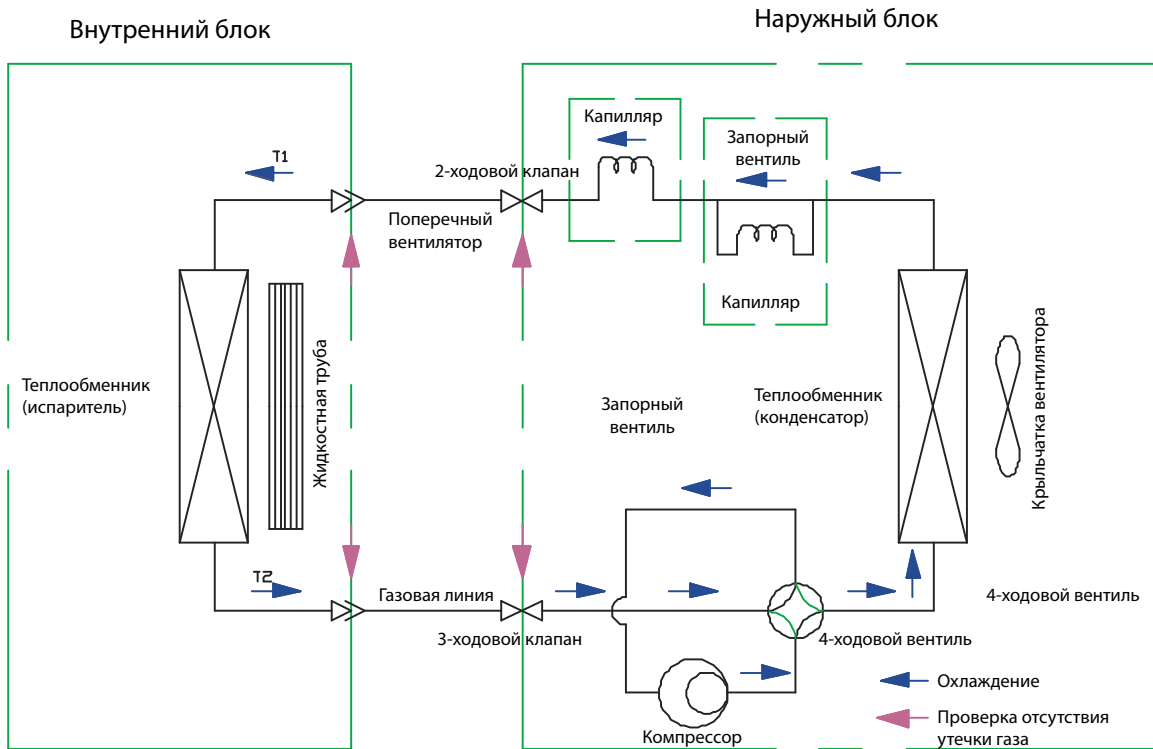 Внутренний блок
Наружный блок
Капилляр
Запорный
вентиль
T1
2-ходовой клапан
Поперечный
вентилятор
Капилляр
Теплообменник
(испаритель)
Жидкостная труба
Запорный
вентиль
Теплообменник
(конденсатор)
Крыльчатка вентилятора
T2
Газовая линия
3-ходовой клапан
4-ходовой вентиль
4-ходовой вентиль
Компрессор
Охлаждение
Проверка отсутствия
утечки газа